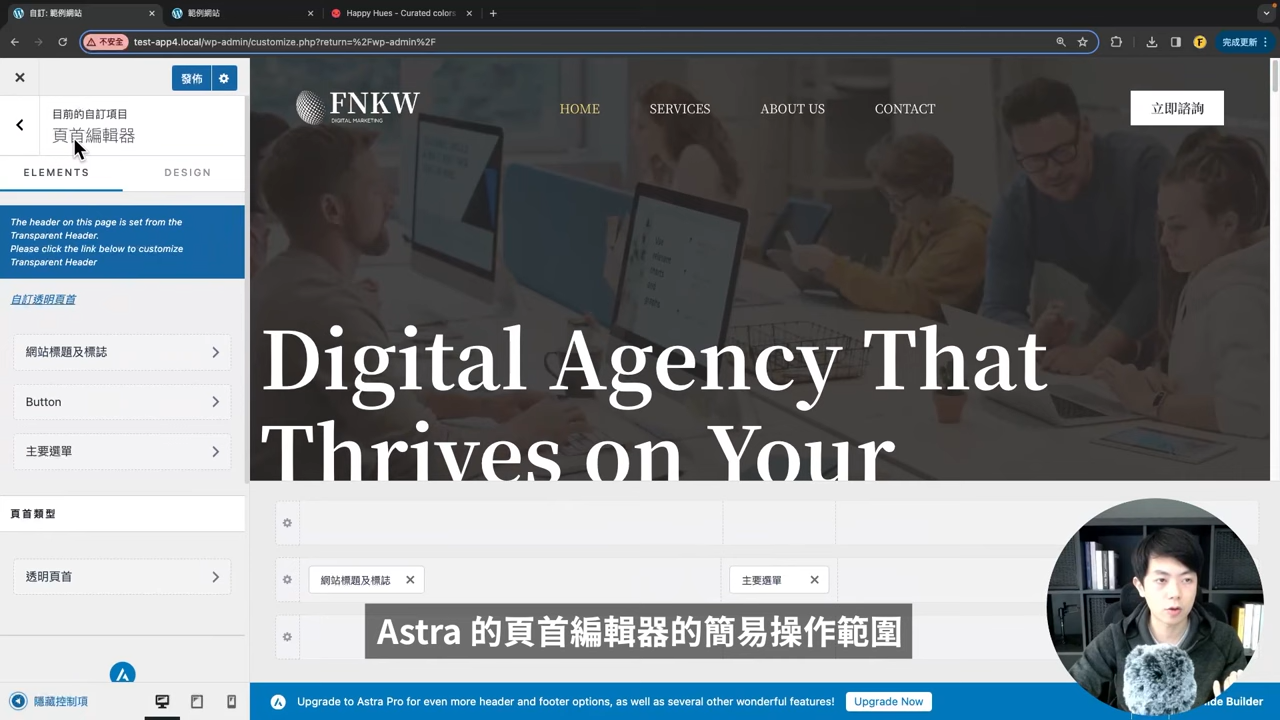 自訂: 範例網站
範例網站
Happy Hues - Curated colors
不安全
test-app4.local/wp-admin/customize.php?return=%2Fwp-admin%2F
完成更新
發佈
目前的自訂項目
頁首編輯器
ELEMENTS
DESIGN
The header on this page is set from the
Transparent Header.
Please click the link below to customize
Transparent Header
自訂透明頁首
網站標題及標誌
Button
主要選單
頁首類型
透明頁首
隱藏控制項
FNKW
DIGITAL MARKETING
HOME
SERVICES
ABOUT US
CONTACT
立即諮詢
Digital Agency That
Thrives on Your
網站標題及標誌
主要選單
Astra 的頁首編輯器的簡易操作範圍
Upgrade to Astra Pro for even more header and footer options, as well as several other wonderful features!
Upgrade Now
Builder